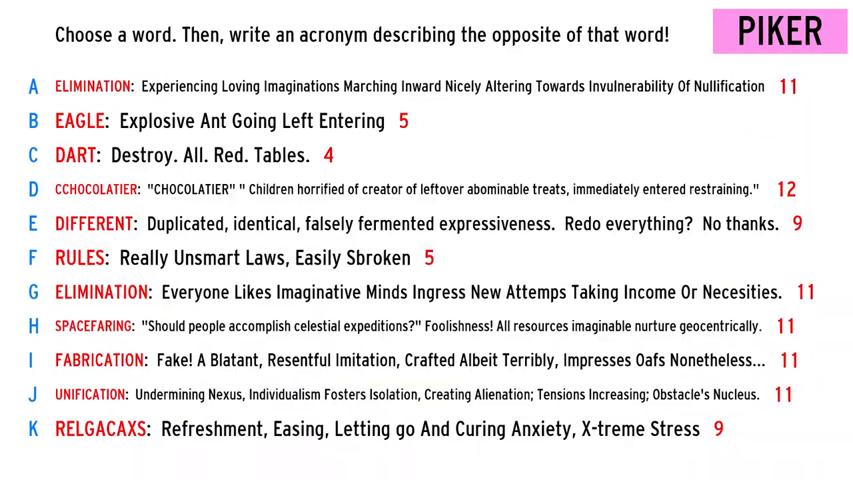 Choose a word. Then, write an acronym describing the opposite of that word!
PIKER
A ELIMINATION: Experiencing Loving Imaginations Marching Inward Nicely Altering Towards Invulnerability Of Nullification 11
B EAGLE: Explosive Ant Going Left Entering 5
C DART: Destroy. All. Red. Tables. 4
D CCHOCOLATIER: "CHOCOLATIER" " Children horrified of creator of leftover abominable treats, immediately entered restraining." 12
E DIFFERENT: Duplicated, identical, falsely fermented expressiveness. Redo everything? No thanks. 9
F RULES: Really Unsmart Laws, Easily Sbroken 5
G ELIMINATION: Everyone Likes Imaginative Minds Ingress New Attemps Taking Income Or Necesities. 11
H SPACEFARING: "Should people accomplish celestial expeditions?" Foolishness! All resources imaginable nurture geocentrically. 11
I FABRICATION: Fake! A Blatant, Resentful Imitation, Crafted Albeit Terribly, Impresses Oafs Nonetheless... 11
J UNIFICATION: Undermining Nexus, Individualism Fosters Isolation, Creating Alienation; Tensions Increasing; Obstacle's Nucleus. 11
K RELGACAXS: Refreshment, Easing, Letting go And Curing Anxiety, X-treme Stress 9